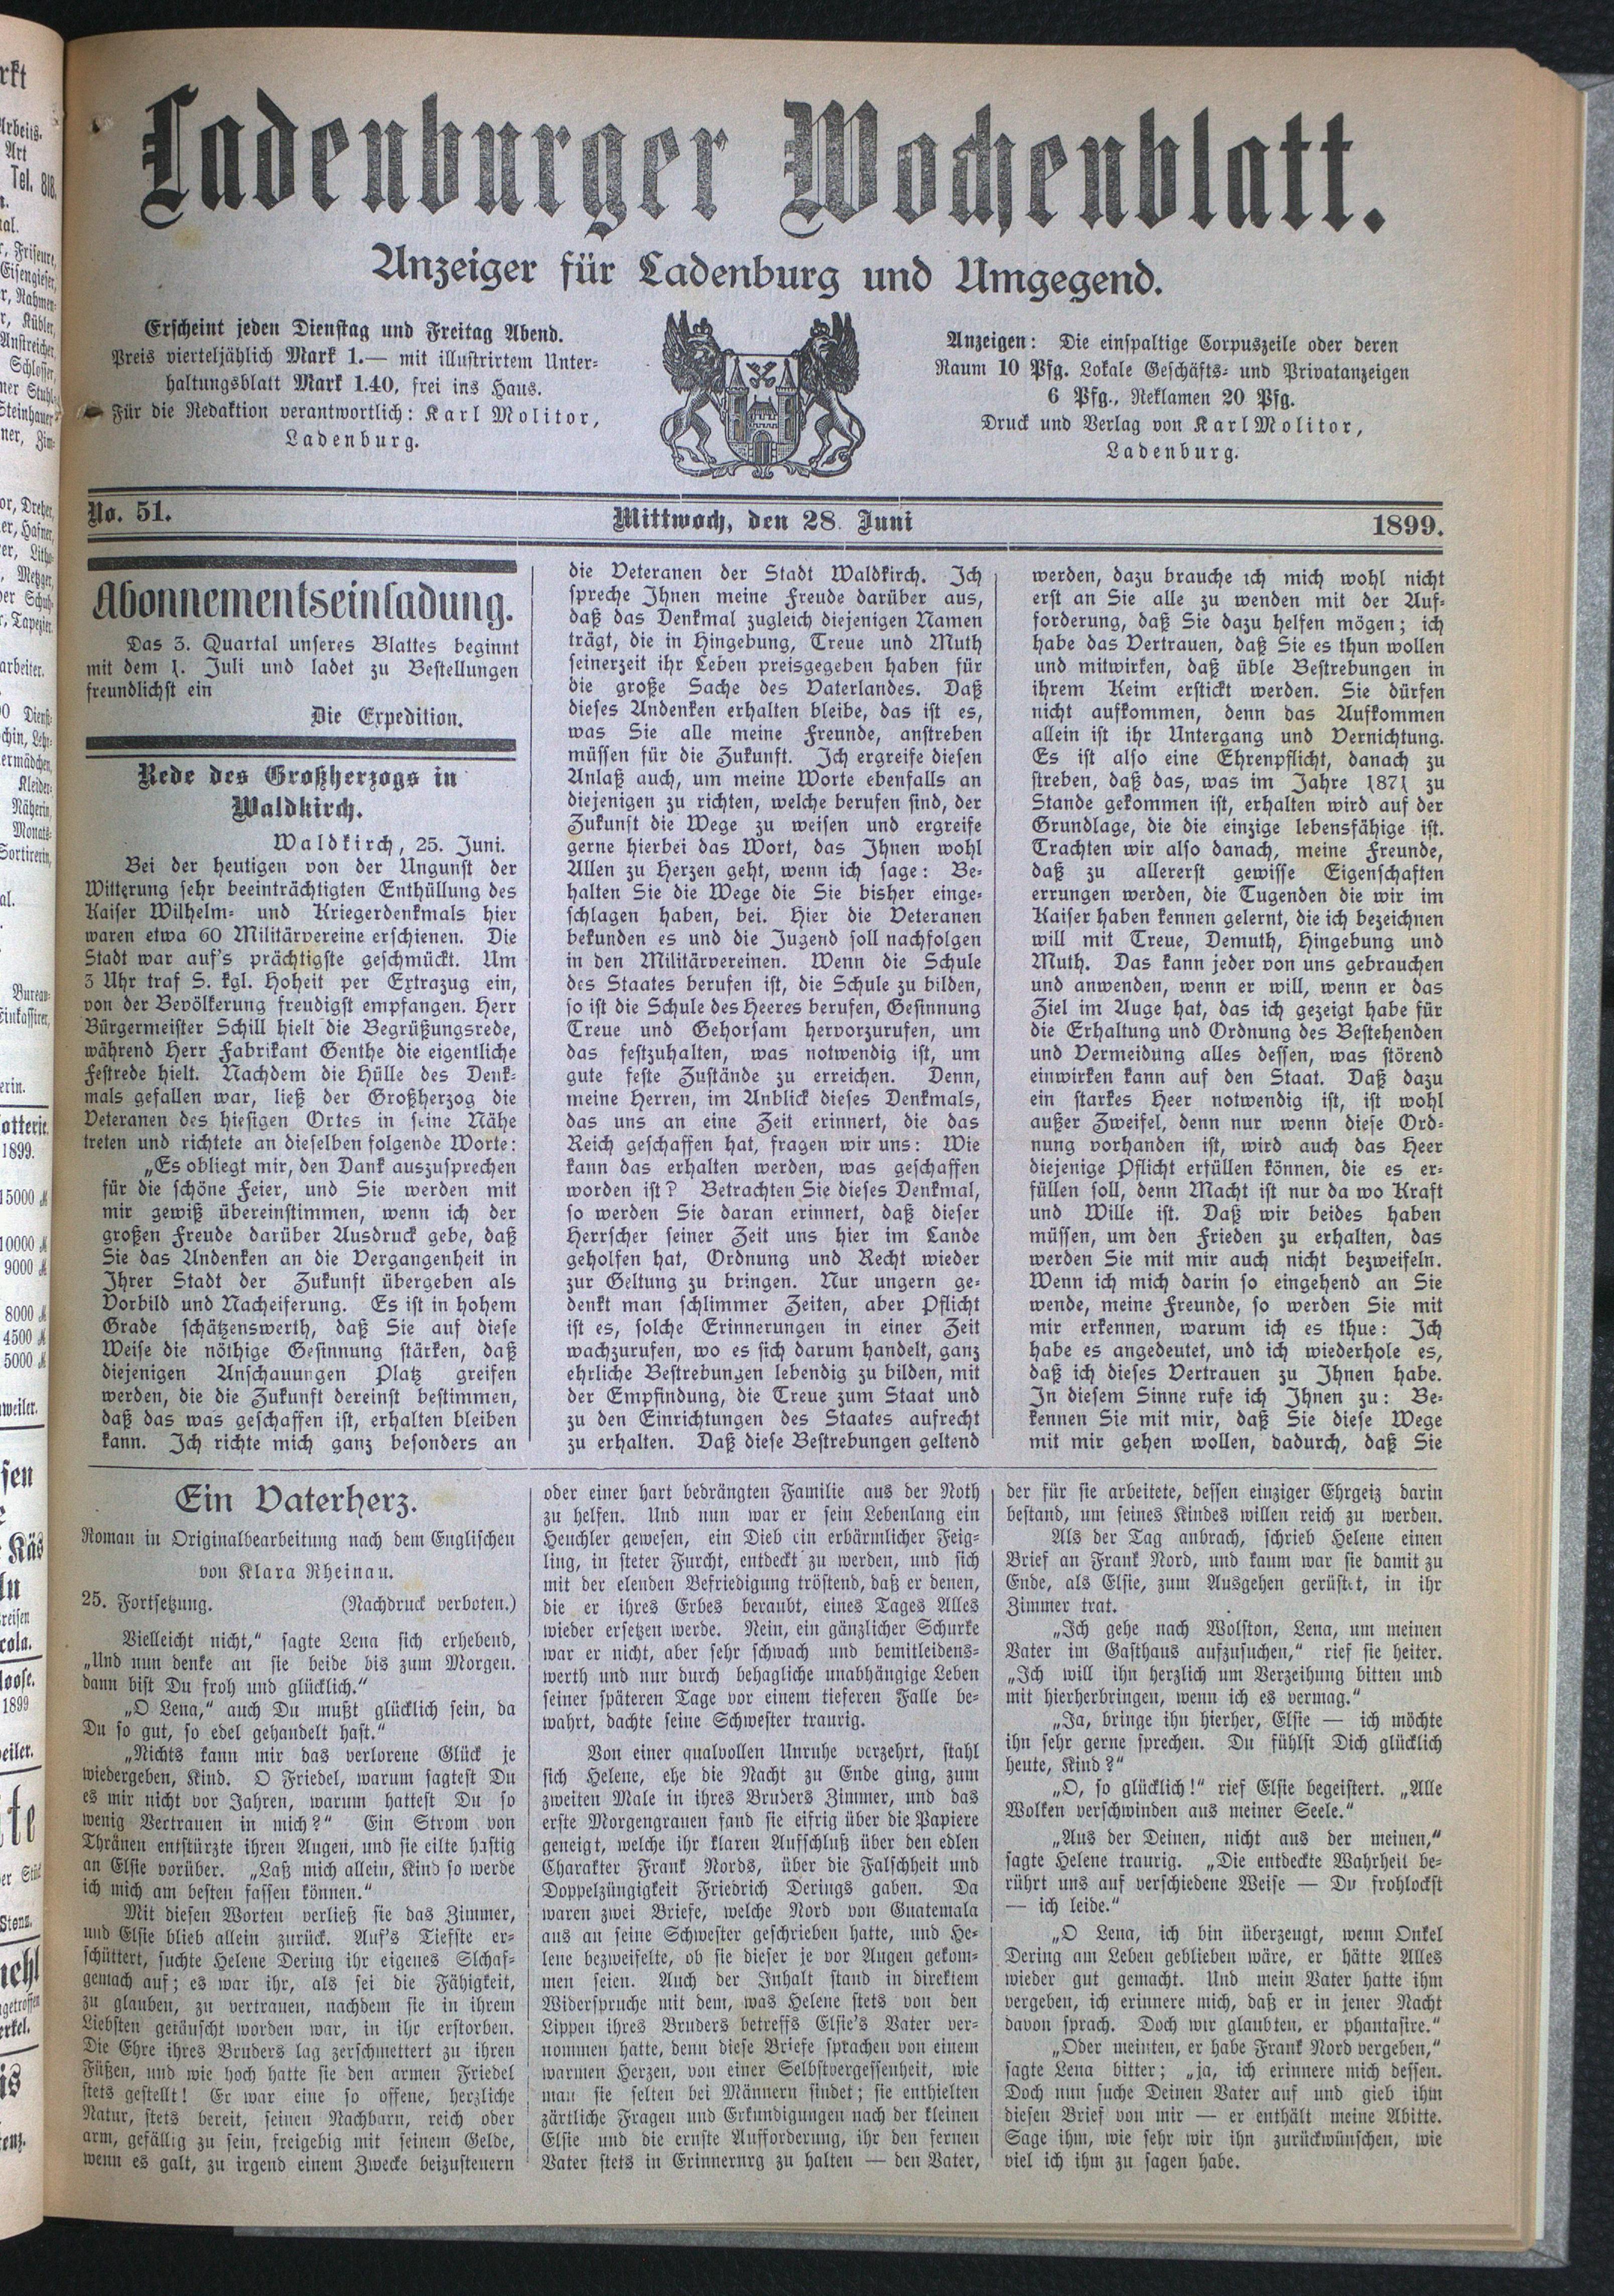 Ladenburger Wochenblatt.
Anzeiger für Ladenburg und Umgegend.
Erscheint jeden Dienstag und Freitag Abend.
Preis vierteljährlich Mark 1.— mit illustrirtem Unter-
haltungsblatt Mark 1.40, frei ins Haus.
Für die Redaktion verantwortlich: Karl Molitor,
Ladenburg.
Anzeigen: Die einspaltige Corpuszeile oder deren
Raum 10 Pfg. Lokale Geschäfts- und Privatanzeigen
6 Pfg., Reklamen 20 Pfg.
Druck und Verlag von Karl Molitor,
Ladenburg.
No. 51.
Mittwoch, den 28. Juni
1899.
Abonnementseinladung.
Das 3. Quartal unseres Blattes beginnt
mit dem 1. Juli und ladet zu Bestellungen
freundlichst ein
Die Expedition.
Rede des Großherzogs in
Waldkirch.
Waldkirch, 25. Juni.
Bei der heutigen von der Ungunst der
Witterung sehr beeinträchtigten Enthüllung des
Kaiser Wilhelm- und Kriegerdenkmals hier
waren etwa 60 Militärvereine erschienen. Die
Stadt war auf's prächtigste geschmückt. Um
3 Uhr traf S. kgl. Hoheit per Extrazug ein,
von der Bevölkerung freudigst empfangen. Herr
Bürgermeister Schill hielt die Begrüßungsrede,
während Herr Fabrikant Genthe die eigentliche
Festrede hielt. Nachdem die Hülle des Denk-
mals gefallen war, ließ der Großherzog die
Veteranen des hiesigen Ortes in seine Nähe
treten und richtete an dieselben folgende Worte:
„Es obliegt mir, den Dank auszusprechen
für die schöne Feier, und Sie werden mit
mir gewiß übereinstimmen, wenn ich der
großen Freude darüber Ausdruck gebe, daß
Sie das Andenken an die Vergangenheit in
Ihrer Stadt der Zukunft übergeben als
Vorbild und Nacheiferung. Es ist in hohem
Grade schätzenswerth, daß Sie auf diese
Weise die nöthige Gesinnung stärken, daß
diejenigen Anschauungen Platz greifen
werden, die die Zukunft dereinst bestimmen,
daß das was geschaffen ist, erhalten bleiben
kann. Ich richte mich ganz besonders an
die Veteranen der Stadt Waldkirch. Ich
spreche Ihnen meine Freude darüber aus,
daß das Denkmal zugleich diejenigen Namen
trägt, die in Hingebung, Treue und Muth
seinerzeit ihr Leben preisgegeben haben für
die große Sache des Vaterlandes. Daß
dieses Andenken erhalten bleibe, das ist es,
was Sie alle meine Freunde, anstreben
müssen für die Zukunft. Ich ergreife diesen
Anlaß auch, um meine Worte ebenfalls an
diejenigen zu richten, welche berufen sind, der
Zukunft die Wege zu weisen und ergreife
gerne hierbei das Wort, das Ihnen wohl
Allen zu Herzen geht, wenn ich sage: Be-
halten Sie die Wege die Sie bisher einge-
schlagen haben, bei. Hier die Veteranen
bekunden es und die Jugend soll nachfolgen
in den Militärvereinen. Wenn die Schule
des Staates berufen ist, die Schule zu bilden,
so ist die Schule des Heeres berufen, Gesinnung
Treue und Gehorsam hervorzurufen, um
das festzuhalten, was notwendig ist, um
gute feste Zustände zu erreichen. Denn,
meine Herren, im Anblick dieses Denkmals,
das uns an eine Zeit erinnert, die das
Reich geschaffen hat, fragen wir uns: Wie
kann das erhalten werden, was geschaffen
worden ist? Betrachten Sie dieses Denkmal,
so werden Sie daran erinnert, daß dieser
Herrscher seiner Zeit uns hier im Lande
geholfen hat, Ordnung und Recht wieder
zur Geltung zu bringen. Nur ungern ge-
denkt man schlimmer Zeiten, aber Pflicht
ist es, solche Erinnerungen in einer Zeit
wachzurufen, wo es sich darum handelt, ganz
ehrliche Bestrebungen lebendig zu bilden, mit
der Empfindung, die Treue zum Staat und
zu den Einrichtungen des Staates aufrecht
zu erhalten. Daß diese Bestrebungen geltend
werden, dazu brauche ich mich wohl nicht
erst an Sie alle zu wenden mit der Auf-
forderung, daß Sie dazu helfen mögen; ich
habe das Vertrauen, daß Sie es thun wollen
und mitwirken, daß üble Bestrebungen in
ihrem Keim erstickt werden. Sie dürfen
nicht aufkommen, denn das Aufkommen
allein ist ihr Untergang und Vernichtung.
Es ist also eine Ehrenpflicht, danach zu
streben, daß das, was im Jahre 1871 zu
Stande gekommen ist, erhalten wird auf der
Grundlage, die die einzige lebensfähige ist.
Trachten wir also danach, meine Freunde,
daß zu allererst gewisse Eigenschaften
errungen werden, die Tugenden die wir im
Kaiser haben kennen gelernt, die ich bezeichnen
will mit Treue, Demuth, Hingebung und
Muth. Das kann jeder von uns gebrauchen
und anwenden, wenn er will, wenn er das
Ziel im Auge hat, das ich gezeigt habe für
die Erhaltung und Ordnung des Bestehenden
und Vermeidung alles dessen, was störend
einwirken kann auf den Staat. Daß dazu
ein starkes Heer notwendig ist, ist wohl
außer Zweifel, denn nur wenn diese Ord-
nung vorhanden ist, wird auch das Heer
diejenige Pflicht erfüllen können, die es er-
füllen soll, denn Macht ist nur da wo Kraft
und Wille ist. Daß wir beides haben
müssen, um den Frieden zu erhalten, das
werden Sie mit mir auch nicht bezweifeln.
Wenn ich mich darin so eingehend an Sie
wende, meine Freunde, so werden Sie mit
mir erkennen, warum ich es thue: Ich
habe es angedeutet, und ich wiederhole es,
daß ich dieses Vertrauen zu Ihnen habe.
In diesem Sinne rufe ich Ihnen zu: Be-
kennen Sie mit mir, daß Sie diese Wege
mit mir gehen wollen, dadurch, daß Sie
Ein Vaterherz.
Roman in Originalbearbeitung nach dem Englischen
von Klara Rheinau.
25. Fortsetzung. (Nachdruck verboten.)
Vielleicht nicht,“ sagte Lena sich erhebend,
„Und nun denke an sie beide bis zum Morgen.
dann bist Du froh und glücklich.“
„O Lena,“ auch Du mußt glücklich sein, da
Du so gut, so edel gehandelt hast.“
„Nichts kann mir das verlorene Glück je
wiedergeben, Kind. O Friedel, warum sagtest Du
es mir nicht vor Jahren, warum hattest Du so
wenig Vertrauen in mich?“ Ein Strom von
Thränen entstürzte ihren Augen, und sie eilte hastig
an Elsie vorüber. „Laß mich allein, Kind so werde
ich mich am besten fassen können.“
Mit diesen Worten verließ sie das Zimmer,
und Elsie blieb allein zurück. Auf's Tiefste er-
schüttert, suchte Helene Dering ihr eigenes Slchaf-
gemach auf; es war ihr, als sei die Fähigkeit,
zu glauben, zu vertrauen, nachdem sie in ihrem
Liebsten getäuscht worden war, in ihr erstorben.
Die Ehre ihres Bruders lag zerschmettert zu ihren
Füßen, und wie hoch hatte sie den armen Friedel
stets gestellt! Er war eine so offene, herzliche
Natur, stets bereit, seinen Nachbarn, reich oder
arm, gefällig zu sein, freigebig mit seinem Gelde,
wenn es galt, zu irgend einem Zwecke beizusteuern
oder einer hart bedrängten Familie aus der Noth
zu helfen. Und nun war er sein Lebenlang ein
Heuchler gewesen, ein Dieb ein erbärmlicher Feig-
ling, in steter Furcht, entdeckt zu werden, und sich
mit der elenden Befriedigung tröstend, daß er denen,
die er ihres Erbes beraubt, eines Tages Alles
wieder ersetzen werde. Nein, ein gänzlicher Schurke
war er nicht, aber sehr schwach und bemitleidens-
werth und nur durch behagliche unabhängige Leben
seiner späteren Tage vor einem tieferen Falle be-
wahrt, dachte seine Schwester traurig.
Von einer qualvollen Unruhe verzehrt, stahl
sich Helene, ehe die Nacht zu Ende ging, zum
zweiten Male in ihres Bruders Zimmer, und das
erste Morgengrauen fand sie eifrig über die Papiere
geneigt, welche ihr klaren Aufschluß über den edlen
Charakter Frank Nords, über die Falschheit und
Doppelzüngigkeit Friedrich Derings gaben. Da
waren zwei Briefe, welche Nord von Guatemala
aus an seine Schwester geschrieben hatte, und He-
lene bezweifelte, ob sie dieser je vor Augen gekom-
men seien. Auch der Inhalt stand in direktem
Widerspruche mit dem, was Helene stets von den
Lippen ihres Bruders betreffs Elsie's Vater ver-
nommen hatte, denn diese Briefe sprachen von einem
warmen Herzen, von einer Selbstvergessenheit, wie
man sie selten bei Männern findet; sie enthielten
zärtliche Fragen und Erkundigungen nach der kleinen
Elsie und die ernste Aufforderung, ihr den fernen
Vater stets in Erinnernrg zu halten — den Vater,
der für sie arbeitete, dessen einziger Ehrgeiz darin
bestand, um seines Kindes willen reich zu werden.
Als der Tag anbrach, schrieb Helene einen
Brief an Frank Nord, und kaum war sie damit zu
Ende, als Elsie, zum Ausgehen gerüstet, in ihr
Zimmer trat.
„Ich gehe nach Wolston, Lena, um meinen
Vater im Gasthaus aufzusuchen,“ rief sie heiter.
„Ich will ihn herzlich um Verzeihung bitten und
mit hierherbringen, wenn ich es vermag.“
„Ja, bringe ihn hierher, Elsie — ich möchte
ihn sehr gerne sprechen. Du fühlst Dich glücklich
heute, Kind?“
„O, so glücklich!“ rief Elsie begeistert. „Alle
Wolken verschwinden aus meiner Seele.“
„Aus der Deinen, nicht aus der meinen,“
sagte Helene traurig. „Die entdeckte Wahrheit be-
rührt uns auf verschiedene Weise — Du frohlockst
— ich leide.“
„O Lena, ich bin überzeugt, wenn Onkel
Dering am Leben geblieben wäre, er hätte Alles
wieder gut gemacht. Und mein Vater hatte ihm
vergeben, ich erinnere mich, daß er in jener Nacht
davon sprach. Doch wir glaubten, er phantasire.“
„Oder meinten, er habe Frank Nord vergeben,“
sagte Lena bitter; „ja, ich erinnere mich dessen.
Doch nun suche Deinen Vater auf und gieb ihm
diesen Brief von mir — er enthält meine Abitte.
Sage ihm, wie sehr wir ihn zurückwünschen, wie
viel ich ihm zu sagen habe.